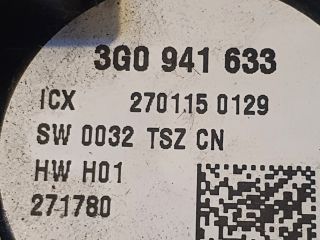 3G0 941 633
ICX 270115 0129
SW 0032 TSZ CN
HW H01
271780